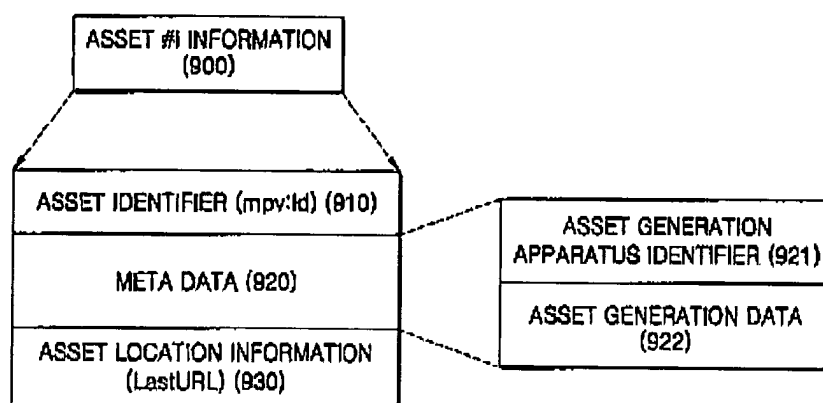 ASSET #I INFORMATION
(900)
ASSET IDENTIFIER (mpv:Id) (910)
META DATA (920)
ASSET LOCATION INFORMATION
(LastURL) (930)
ASSET GENERATION
APPARATUS IDENTIFIER (921)
ASSET GENERATION DATA
(922)